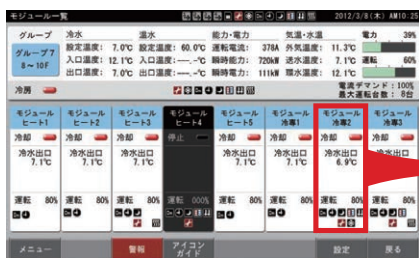 モジュール一覧 2012/3/8(木) AM10:25
グループ 冷水 温水 能力・電力 気温・水温 電力 39%
グループ7 8～10F
設定温度: 7.0℃ 設定温度: 60.0℃ 運転電流: 378A 外気温度: 11.3℃
入口温度: 12.1℃ 入口温度:---.-℃ 瞬時能力: 720kW 送水温度: 7.1℃ 運転 60%
出口温度: 7.0℃ 出口温度:---.-℃ 瞬時電力: 111kW 環水温度: 12.1℃
冷房 電流デマンド:100%
最大運転台数: 8台
モジュール ヒート1 モジュール ヒート2 モジュール ヒート3 モジュール ヒート4 モジュール ヒート5 モジュール 冷専1 モジュール 冷専2 モジュール 冷専3
冷却 冷却 冷却 停止 冷却 冷却 冷却 冷却
冷水出口 7.1℃ 冷水出口 7.1℃ 冷水出口 7.1℃ 冷水出口 7.1℃ 冷水出口 7.1℃ 冷水出口 6.9℃ 冷水出口 7.1℃
運転 80% 運転 80% 運転 80% 運転 000% 運転 80% 運転 80% 運転 80% 運転 80%
メニュー 警報 アイコン ガイド 設定 戻る